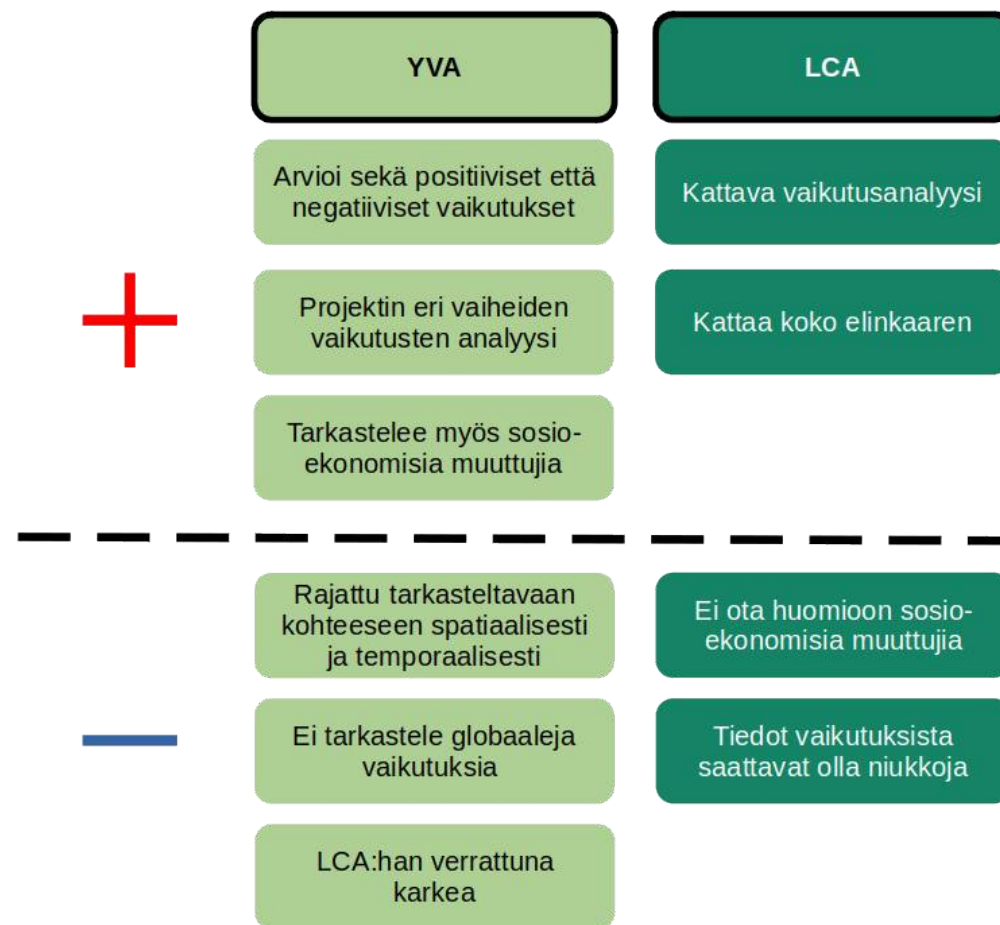 YVA
LCA
Arvioi sekä positiiviset että
negatiiviset vaikutukset
Kattava vaikutusanalyysi
Projektin eri vaiheiden
vaikutusten analyysi
Kattaa koko elinkaaren
Tarkastelee myös sosio-
ekonomisia muuttujia
Rajattu tarkasteltavaan
kohteeseen spatiaalisesti
ja temporaalisesti
Ei ota huomioon sosio-
ekonomisia muuttujia
Ei tarkastele globaaleja
vaikutuksia
Tiedot vaikutuksista
saattavat olla niukkoja
LCA:han verrattuna
karkea